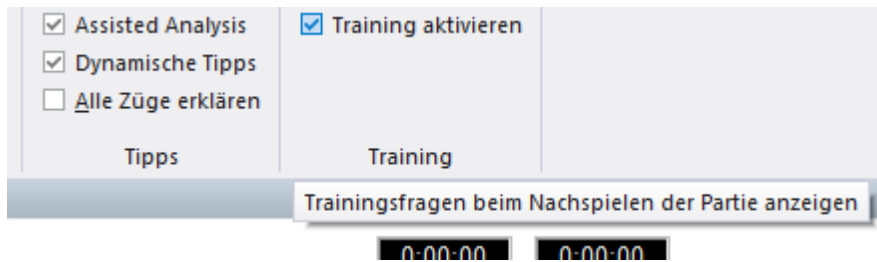 Assisted Analysis
Dynamische Tipps
Alle Züge erklären
Tipps
Training aktivieren
Training
Trainingsfragen beim Nachspielen der Partie anzeigen
0:00:00 0:00:00